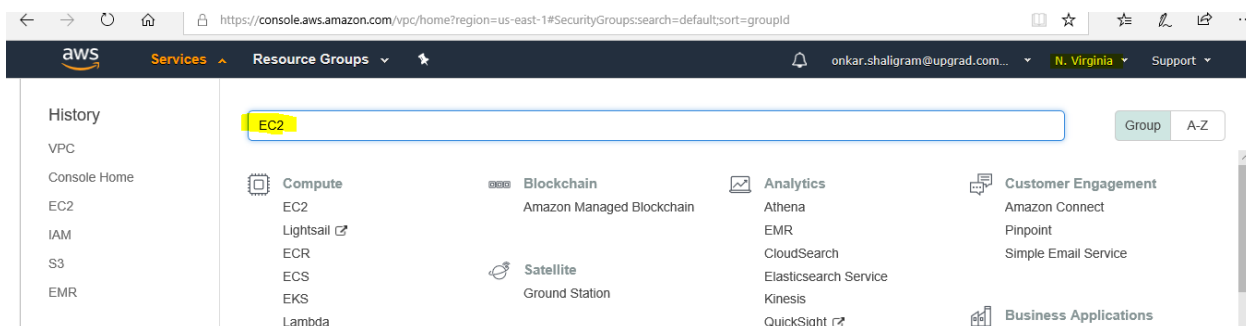 https://console.aws.amazon.com/vpc/home?region=us-east-1#SecurityGroups:search=default;sort=groupId
aws Services Resource Groups onkar.shaligram@upgrad.com... N. Virginia Support
History
VPC
Console Home
EC2
IAM
S3
EMR
EC2
Group A-Z
Compute
EC2
Lightsail
ECR
ECS
EKS
Lambda
Blockchain
Amazon Managed Blockchain
Satellite
Ground Station
Analytics
Athena
EMR
CloudSearch
Elasticsearch Service
Kinesis
QuickSight
Customer Engagement
Amazon Connect
Pinpoint
Simple Email Service
Business Applications